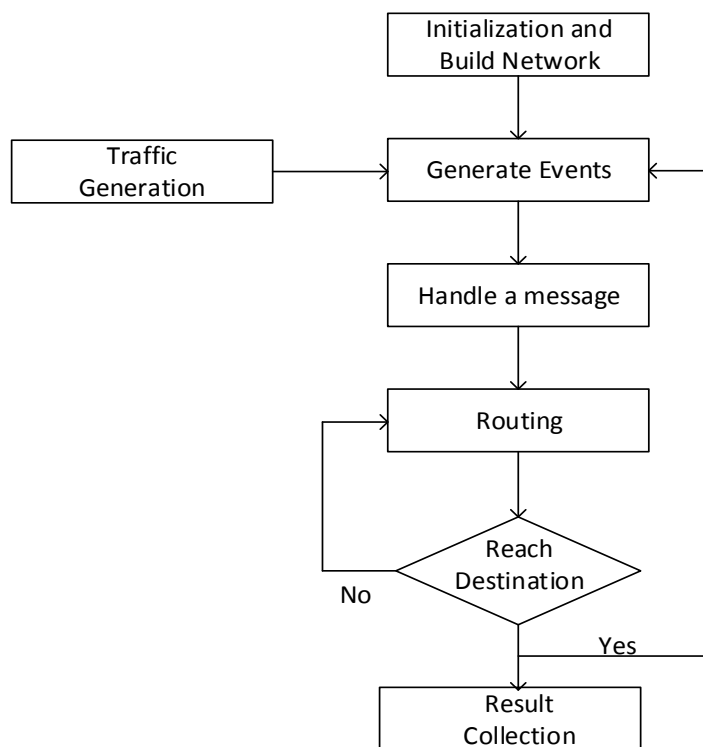 Initialization and
Build Network
Traffic
Generation
Generate Events
Handle a message
Routing
Reach
Destination
No
Yes
Result
Collection